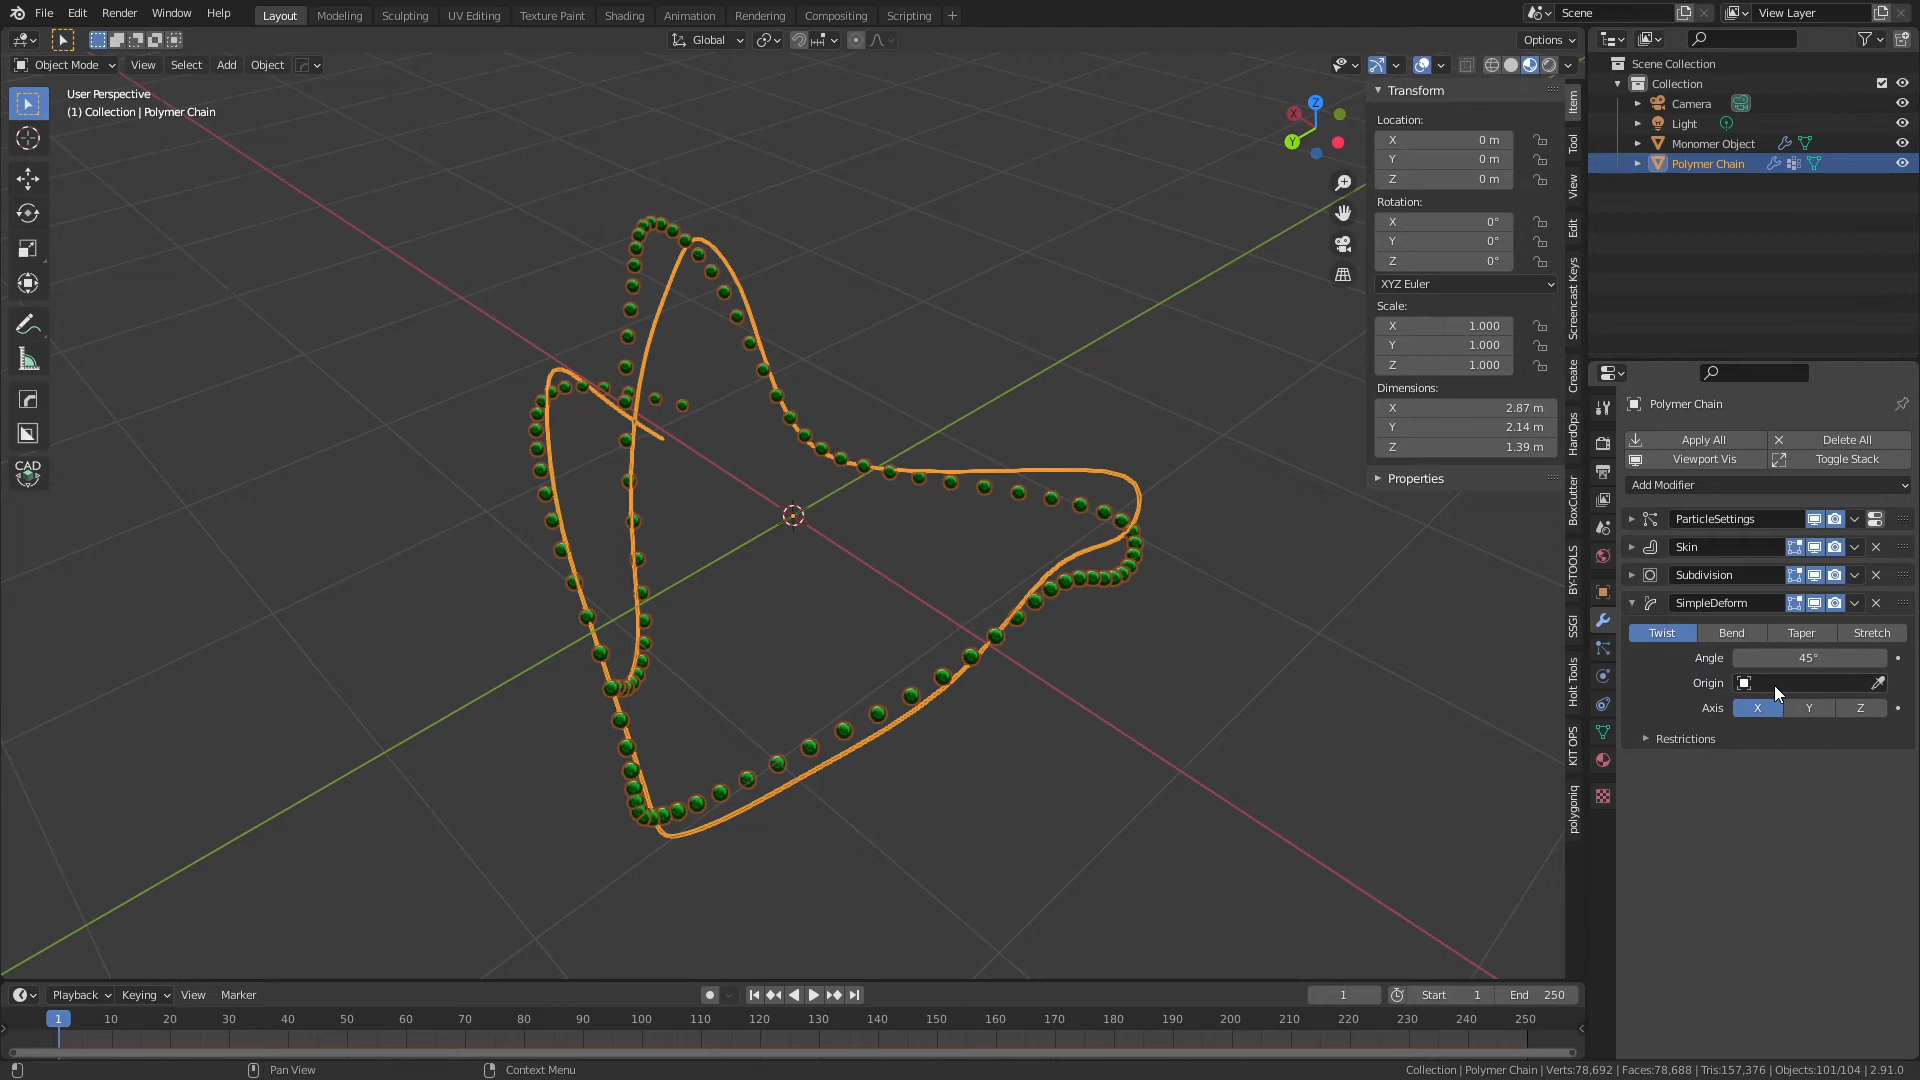 File Edit Render Window Help Layout Modeling Sculpting UV Editing Texture Paint Shading Animation Rendering Compositing Scripting + Scene View Layer
Global Options
Object Mode View Select Add Object
User Perspective
(1) Collection | Polymer Chain
CAD
Z
X
Y
Transform
Location:
X 0 m
Y 0 m
Z 0 m
Rotation:
X 0°
Y 0°
Z 0°
XYZ Euler
Scale:
X 1.000
Y 1.000
Z 1.000
Dimensions:
X 2.87 m
Y 2.14 m
Z 1.39 m
Properties
Item
Tool
View
Edit
Screencast Keys
Create
HardOps
BoxCutter
BY-TOOLS
SSGI
Holt Tools
KIT OPS
polygoniq
Scene Collection
Collection
Camera
Light
Monomer Object
Polymer Chain
Polymer Chain
Apply All Delete All
Viewport Vis Toggle Stack
Add Modifier
ParticleSettings
Skin
Subdivision
SimpleDeform
Twist Bend Taper Stretch
Angle 45°
Origin
Axis X Y Z
Restrictions
Playback Keying View Marker 1 Start 1 End 250
1 10 20 30 40 50 60 70 80 90 100 110 120 130 140 150 160 170 180 190 200 210 220 230 240 250
Pan View Context Menu Collection | Polymer Chain | Verts:78,692 | Faces:78,688 | Tris:157,376 | Objects:101/104 | 2.91.0